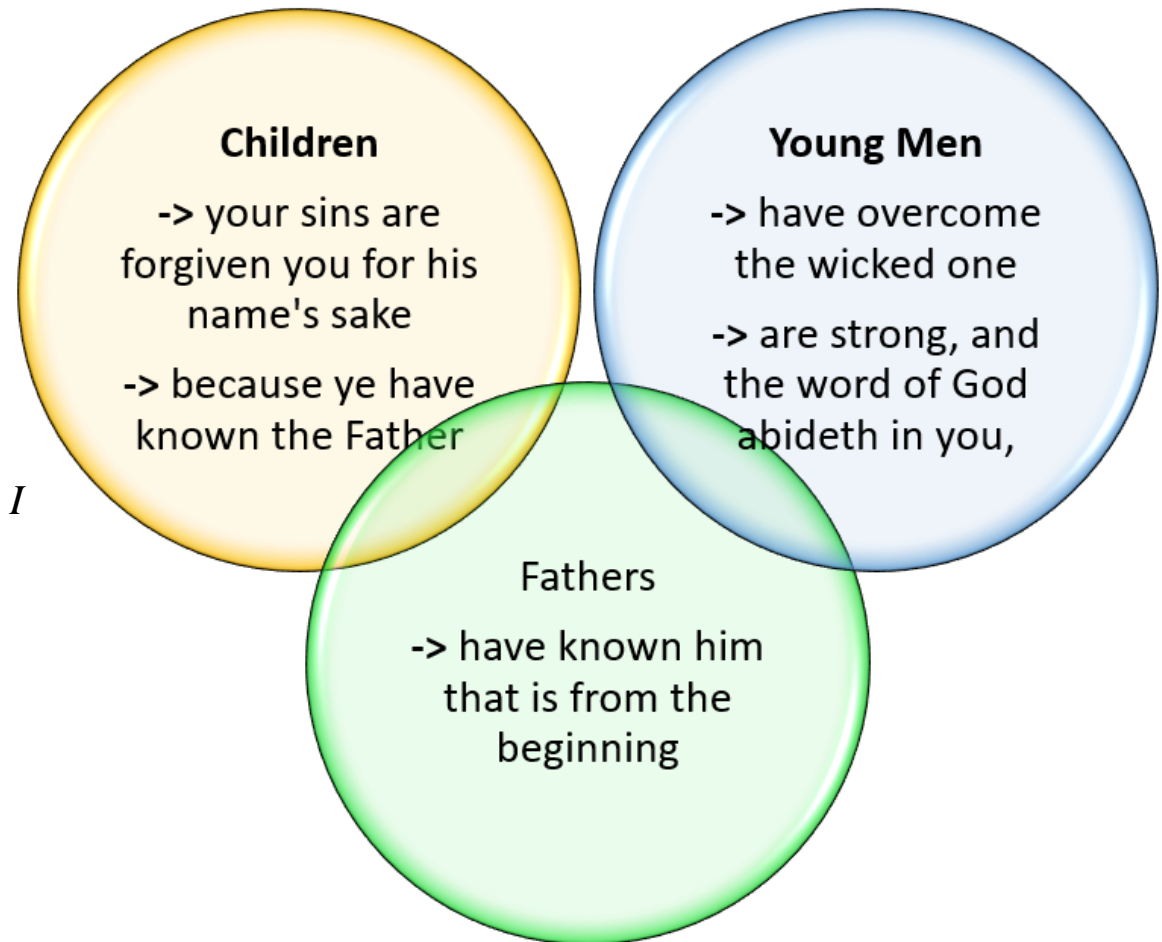 Children
-> your sins are
forgiven you for his
name's sake
-> because ye have
known the Father
Young Men
-> have overcome
the wicked one
-> are strong, and
the word of God
abideth in you,
I
Fathers
-> have known him
that is from the
beginning